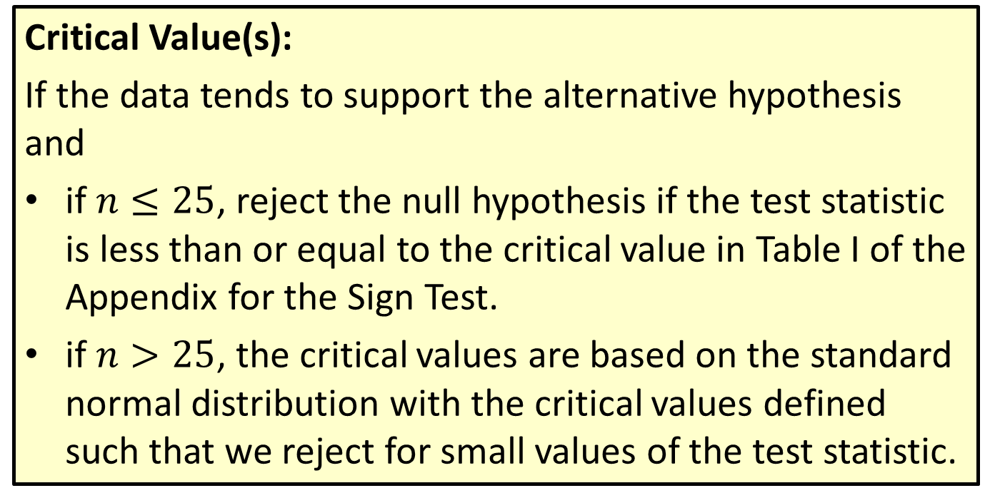 Critical Value(s):
If the data tends to support the alternative hypothesis
and
• if n ≤ 25, reject the null hypothesis if the test statistic
is less than or equal to the critical value in Table I of the
Appendix for the Sign Test.
• if n > 25, the critical values are based on the standard
normal distribution with the critical values defined
such that we reject for small values of the test statistic.